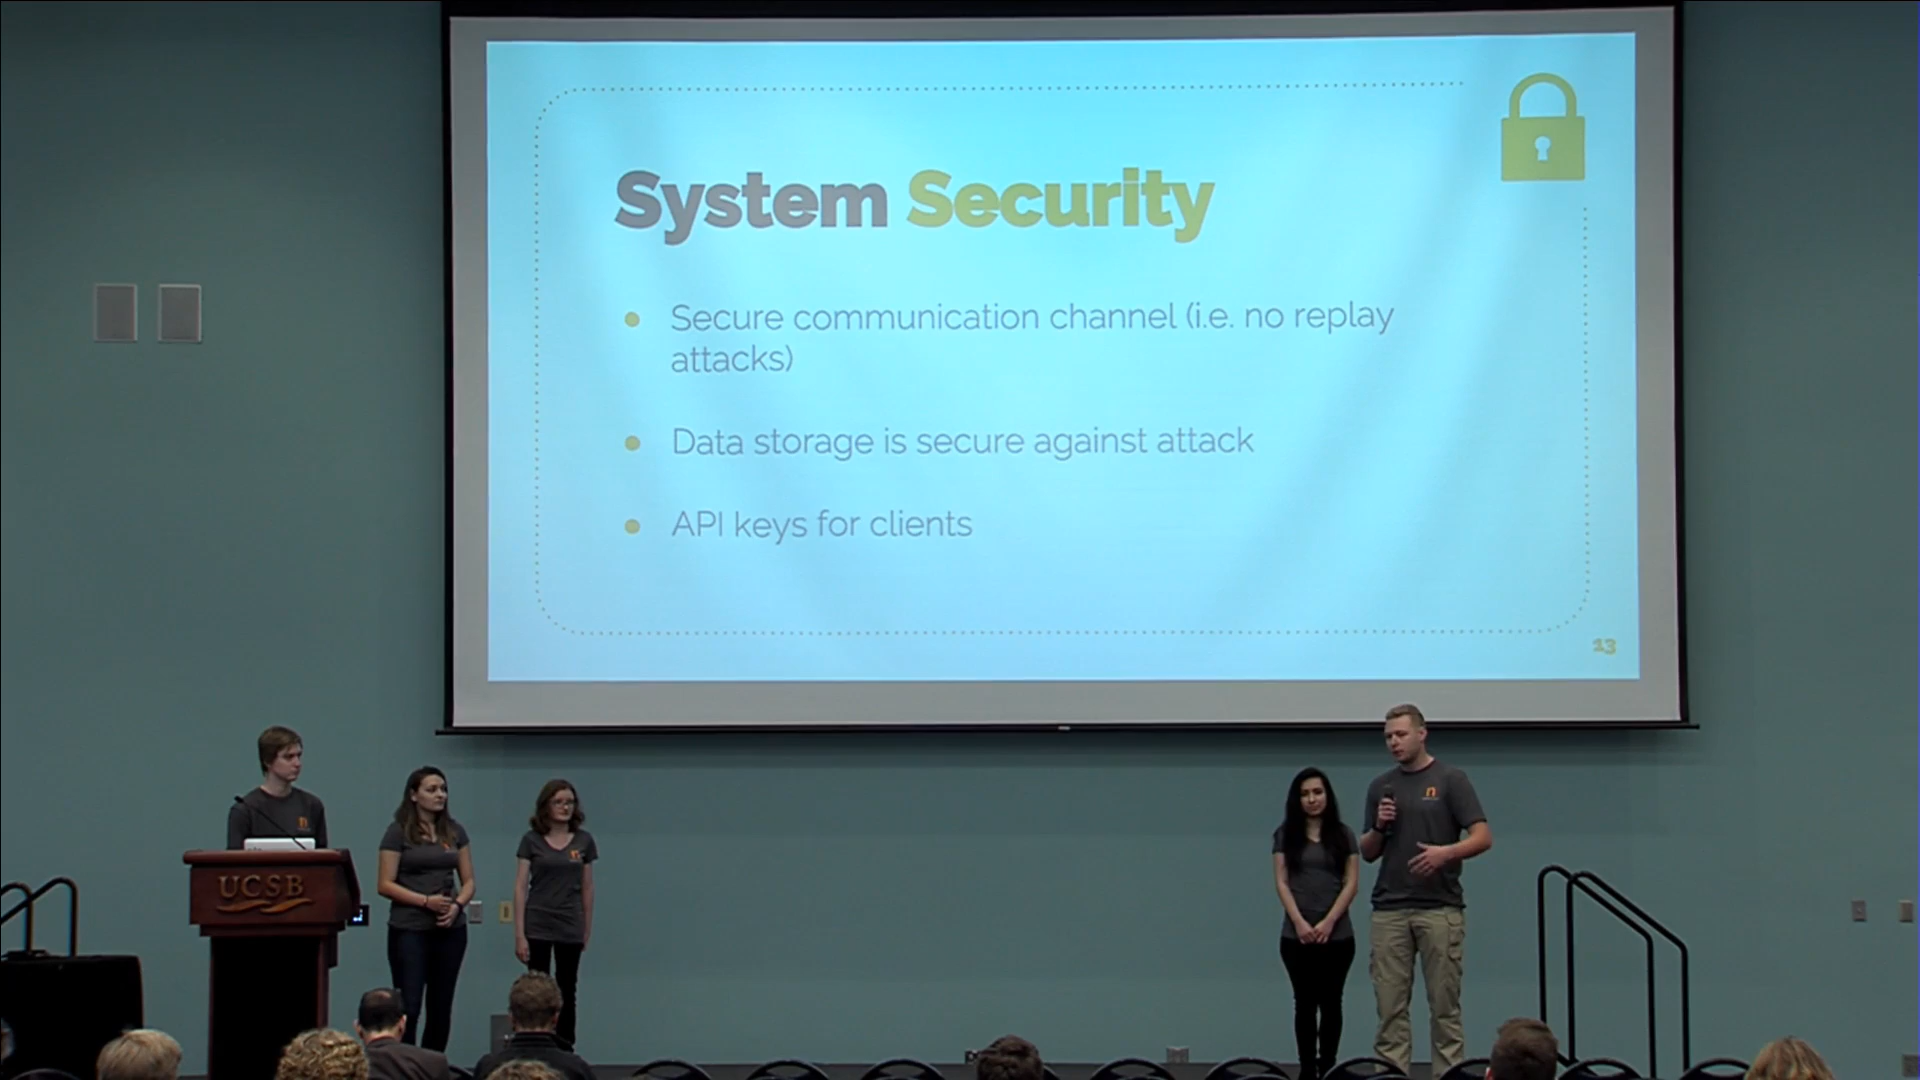 System Security
● Secure communication channel (i.e. no replay
attacks)
● Data storage is secure against attack
● API keys for clients
13
n
n
n
UCSB